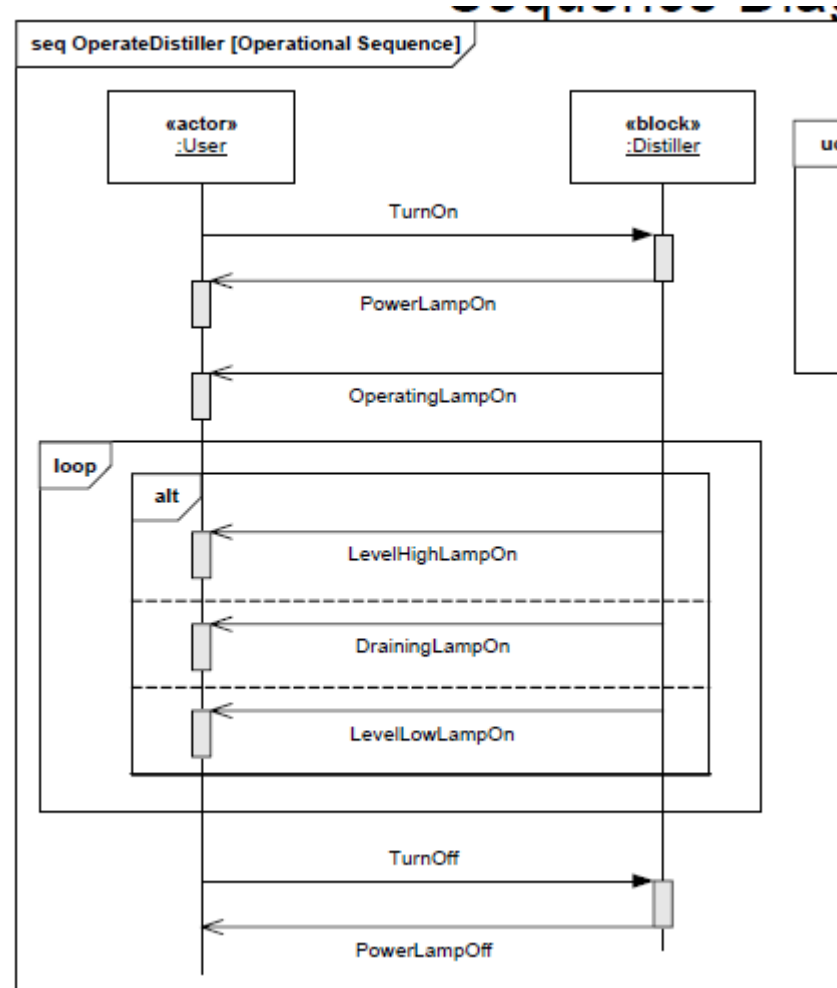 seq OperateDistiller [Operational Sequence]
«actor»
:User
«block»
:Distiller
TurnOn
PowerLampOn
OperatingLampOn
loop
alt
LevelHighLampOn
DrainingLampOn
LevelLowLampOn
TurnOff
PowerLampOff